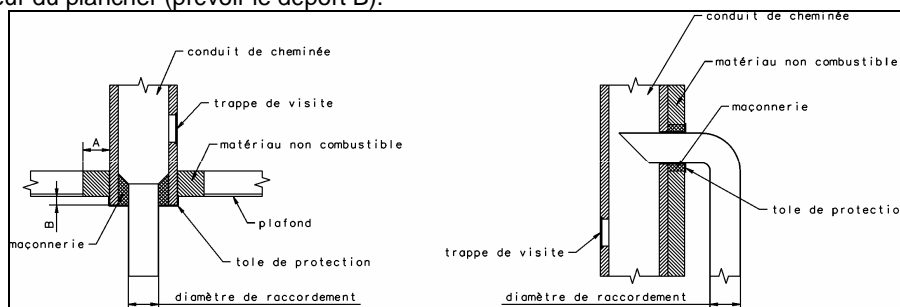 eur du plancher (prévoir le déport B).
conduit de cheminée
trappe de visite
matériau non combustible
A
B
plafond
maçonnerie
tole de protection
diamètre de raccordement
conduit de cheminée
matériau non combustible
maçonnerie
tole de protectio
trappe de visite
diamètre de raccordement